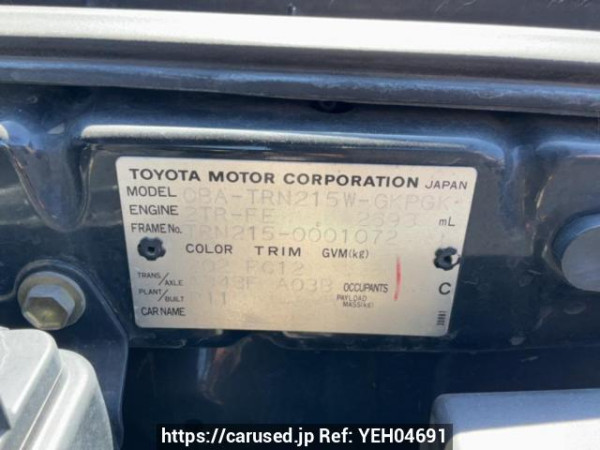 TOYOTA MOTOR CORPORATION JAPAN
MODEL CBA-TRN215W-GKPGK
ENGINE 2TR-FE 2693 mL
FRAME No. TRN215-0001072
COLOR TRIM GVM(kg)
202 FC12
TRANS/AXLE A03B OCCUPANTS C
PLANT/BUILT 11 PAYLOAD MASS(kg)
CAR NAME
https://carused.jp Ref: YEH04691